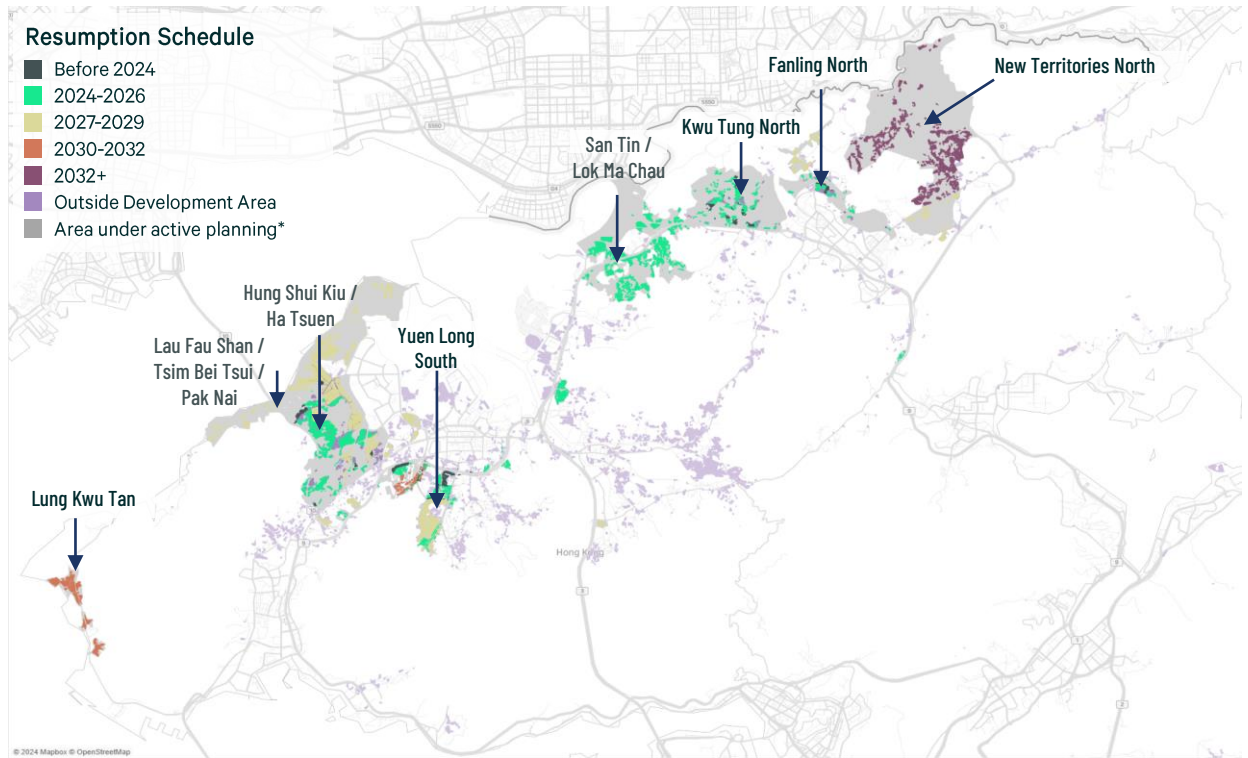 Resumption Schedule
Before 2024
2024-2026
2027-2029
2030-2032
2032+
Outside Development Area
Area under active planning*
Fanling North
New Territories North
Kwu Tung North
San Tin /
Lok Ma Chau
Hung Shui Kiu /
Ha Tsuen
Yuen Long
South
Lau Fau Shan /
Tsim Bei Tsui /
Pak Nai
Lung Kwu Tan
Hong Kong
© 2024 Mapbox © OpenStreetMap